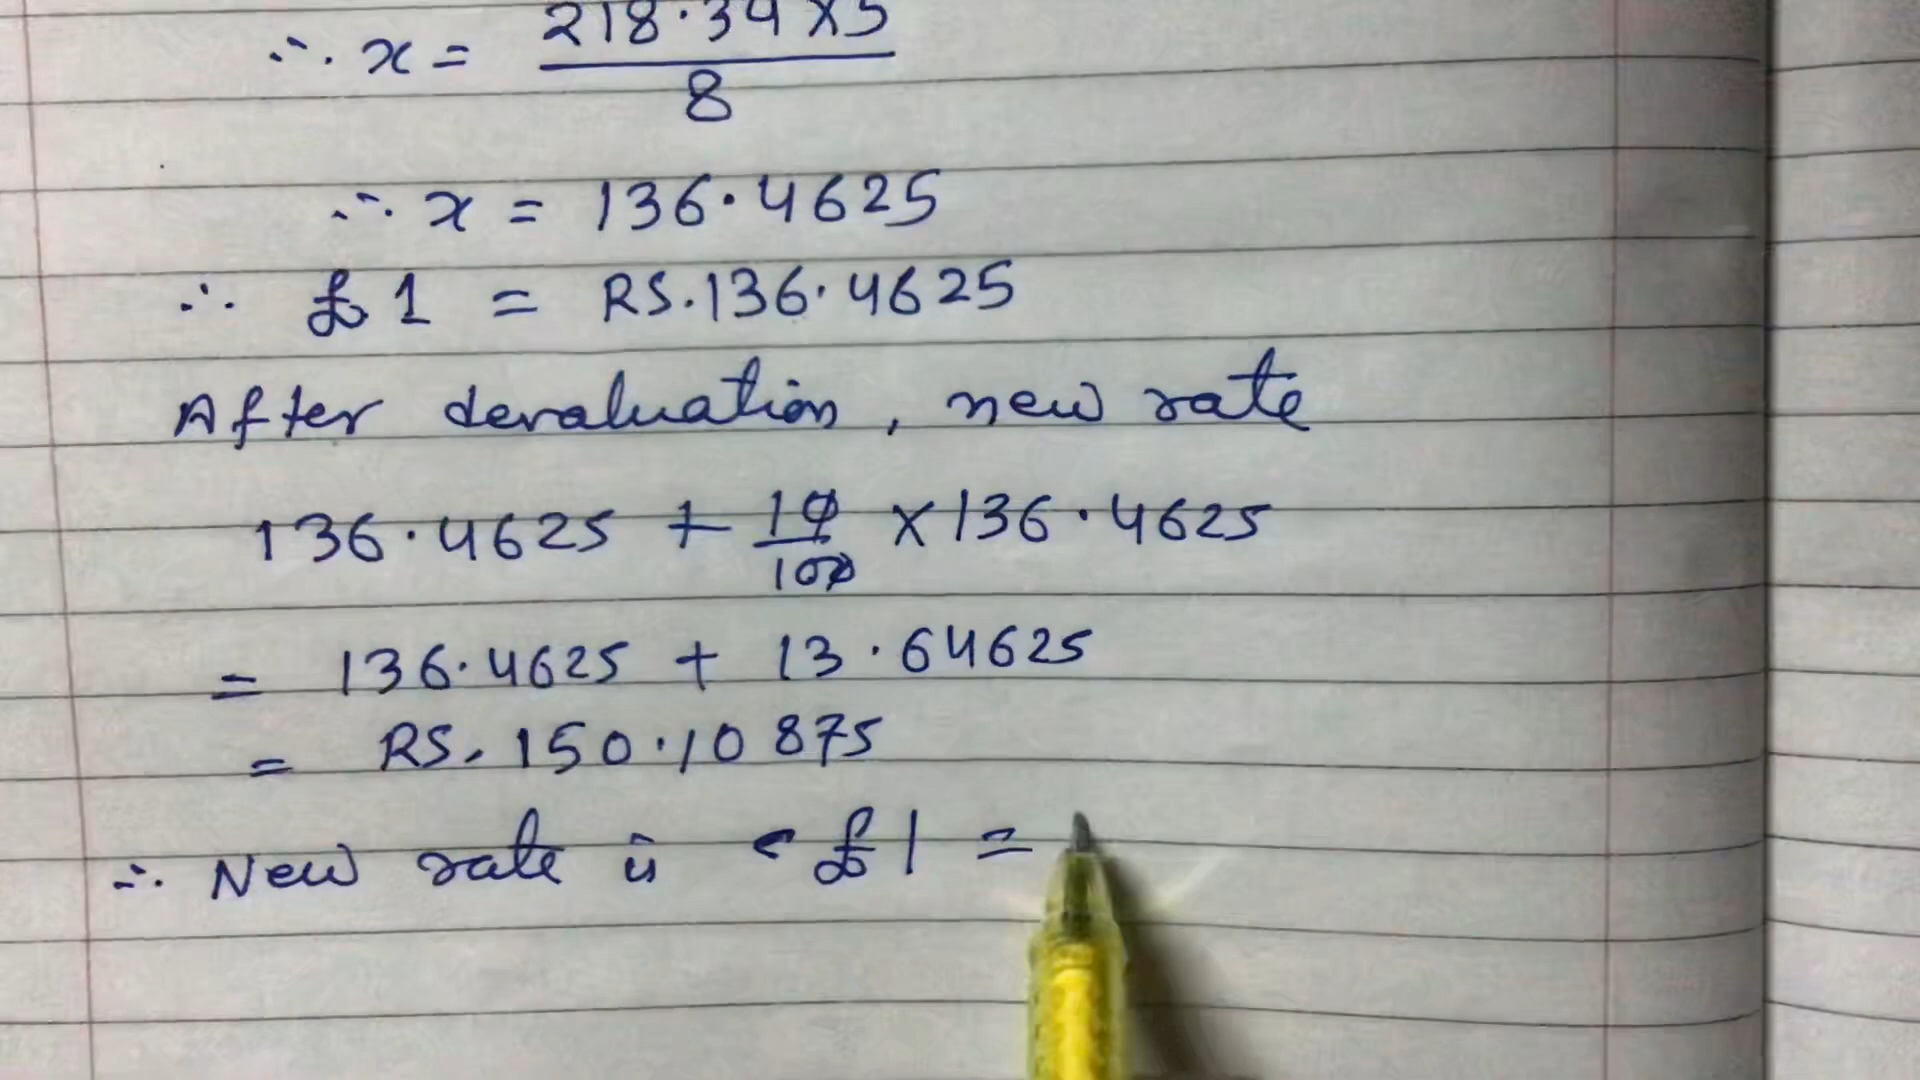 ∴ x = 218.34 × 5 / 8
∴ x = 136.4625
∴ £ 1 = RS. 136.4625
After devaluation, new rate
136.4625 + 10/100 × 136.4625
= 136.4625 + 13.64625
= RS. 150.10875
∴ New rate is £ 1 =